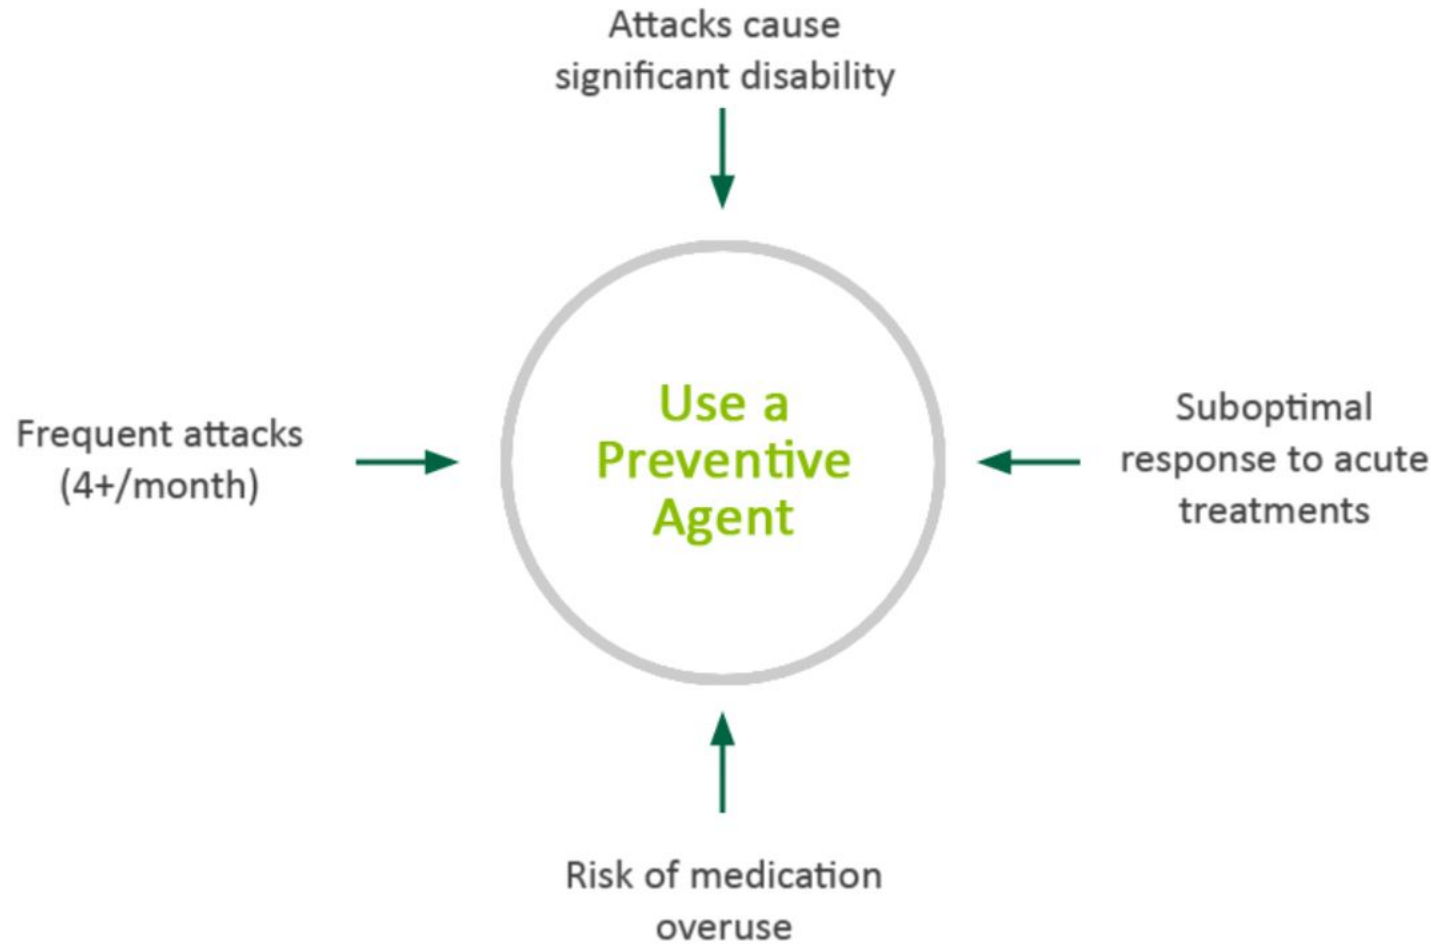 Attacks cause
significant disability
Frequent attacks
(4+/month)
Use a
Preventive
Agent
Suboptimal
response to acute
treatments
Risk of medication
overuse